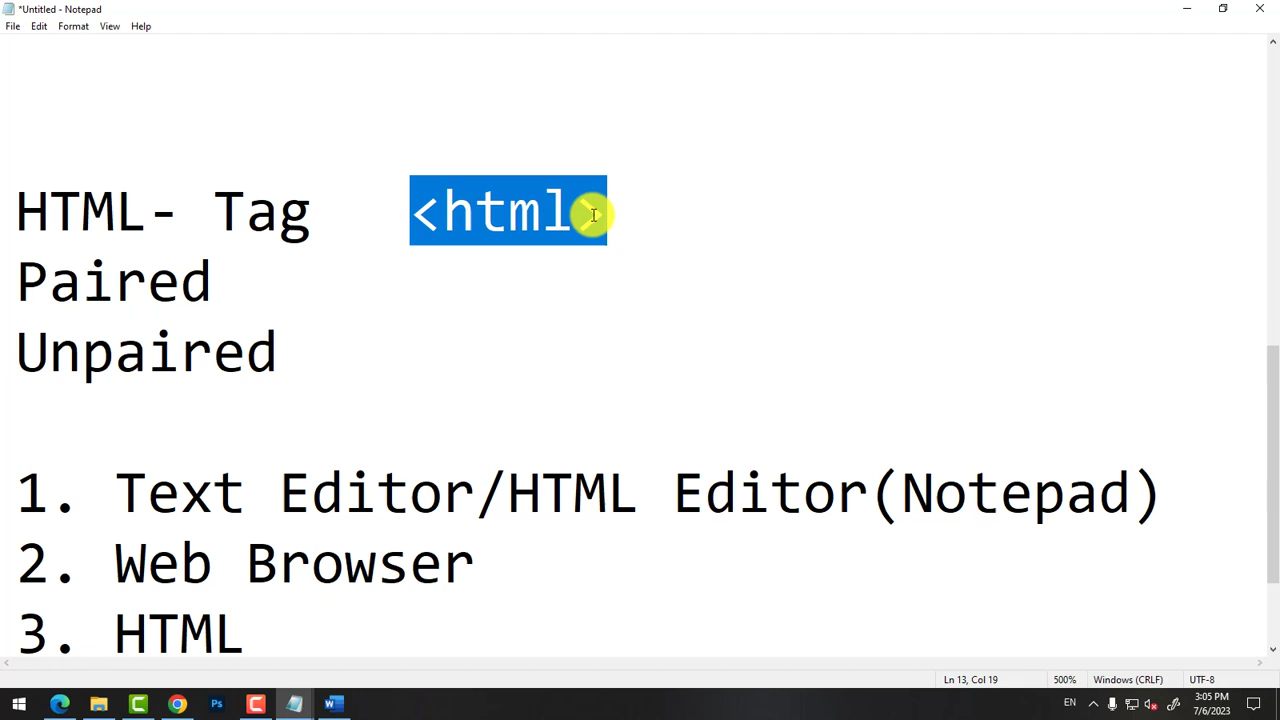 *Untitled - Notepad
File Edit Format View Help
HTML- Tag <html>
Paired
Unpaired
1. Text Editor/HTML Editor(Notepad)
2. Web Browser
3. HTML
Ln 13, Col 19 500% Windows (CRLF) UTF-8
Ps W EN 3:05 PM
7/6/2023